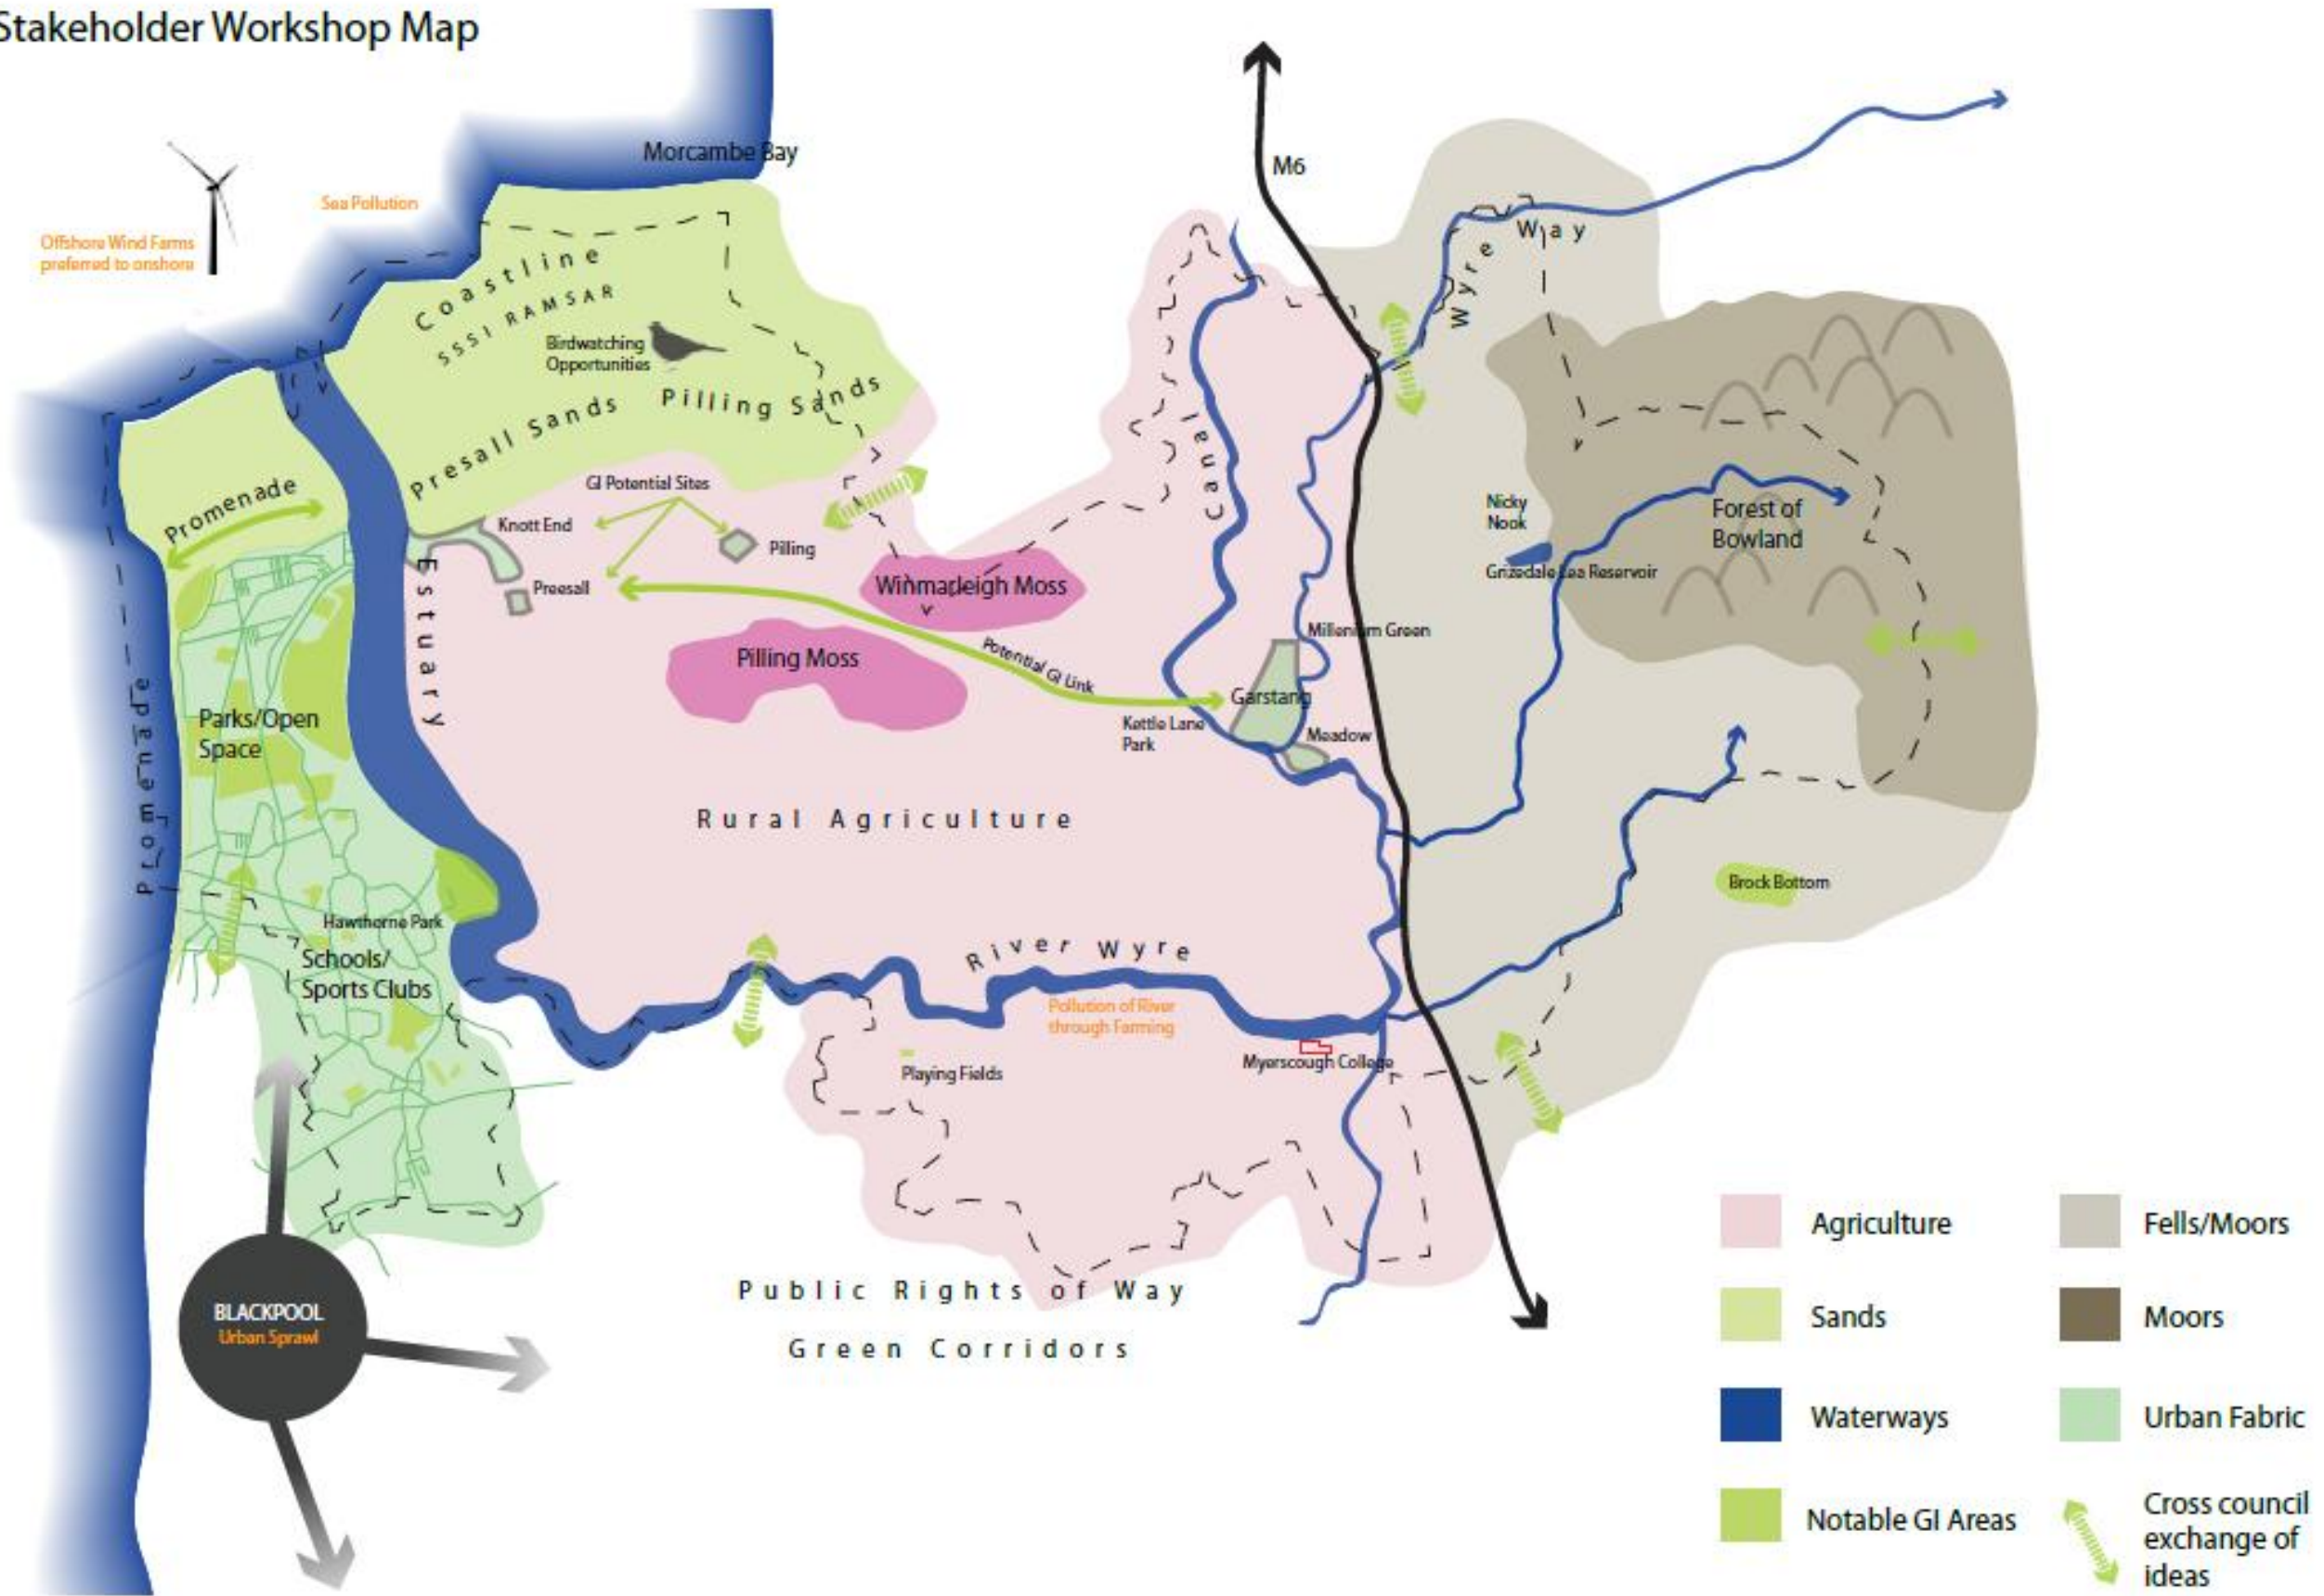 Stakeholder Workshop Map
Morcambe Bay
M6
Sea Pollution
Offshore Wind Farms
preferred to onshore
Wyre Way
Coastline
SSSI RAMSAR
Birdwatching
Opportunities
Presall Sands
Pilling Sands
Canal
Promenade
GI Potential Sites
Knott End
Pilling
Preesall
Nicky
Nook
Forest of
Bowland
Grizedale Lea Reservoir
Estuary
Winmarleigh Moss
Pilling Moss
Potential GI Link
Millenium Green
Garstang
Kettle Lane
Park
Meadow
Promenade
Parks/Open
Space
Rural Agriculture
Brock Bottom
Hawthorne Park
Schools/
Sports Clubs
River Wyre
Pollution of River
through Farming
Myerscough College
Playing Fields
BLACKPOOL
Urban Sprawl
Public Rights of Way
Green Corridors
Agriculture
Fells/Moors
Sands
Moors
Waterways
Urban Fabric
Notable GI Areas
Cross council
exchange of
ideas